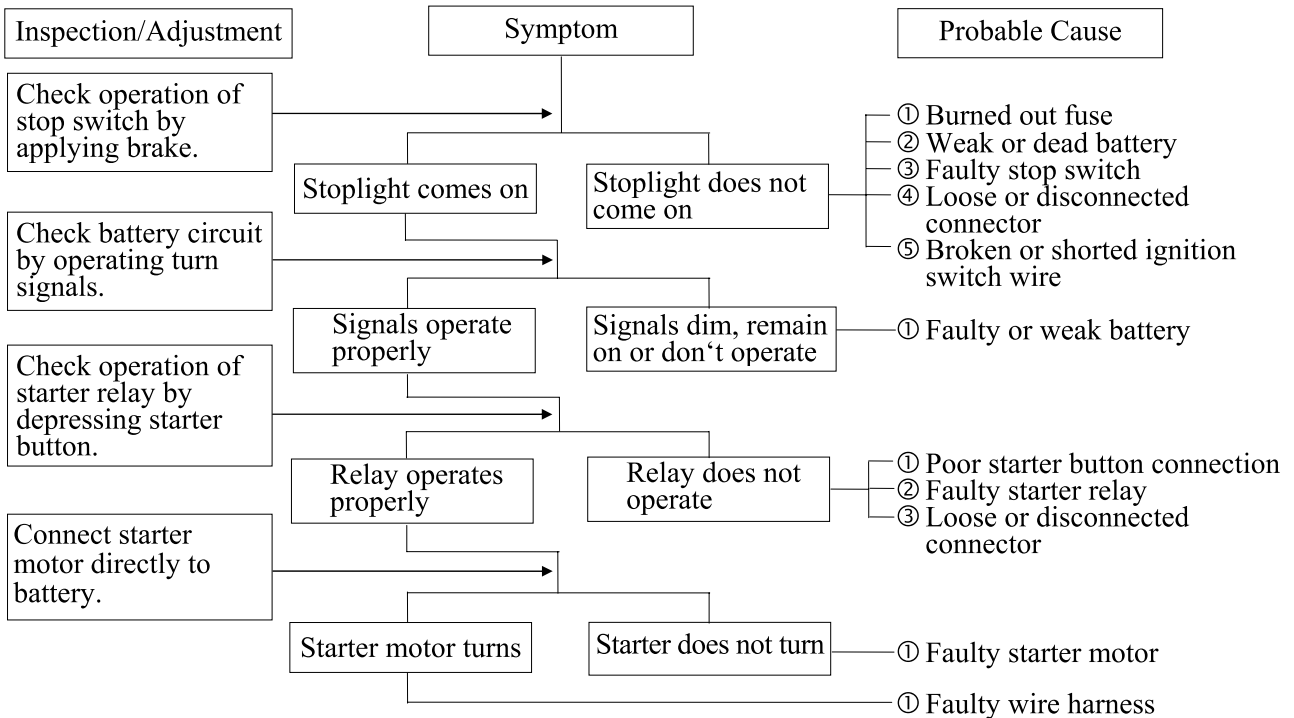 Inspection/Adjustment
Symptom
Probable Cause
Check operation of
stop switch by
applying brake.
Stoplight comes on
Stoplight does not
come on
① Burned out fuse
② Weak or dead battery
③ Faulty stop switch
④ Loose or disconnected
connector
⑤ Broken or shorted ignition
switch wire
Check battery circuit
by operating turn
signals.
Signals operate
properly
Signals dim, remain
on or don‘t operate
① Faulty or weak battery
Check operation of
starter relay by
depressing starter
button.
Relay operates
properly
Relay does not
operate
① Poor starter button connection
② Faulty starter relay
③ Loose or disconnected
connector
Connect starter
motor directly to
battery.
Starter motor turns
Starter does not turn
① Faulty starter motor
① Faulty wire harness